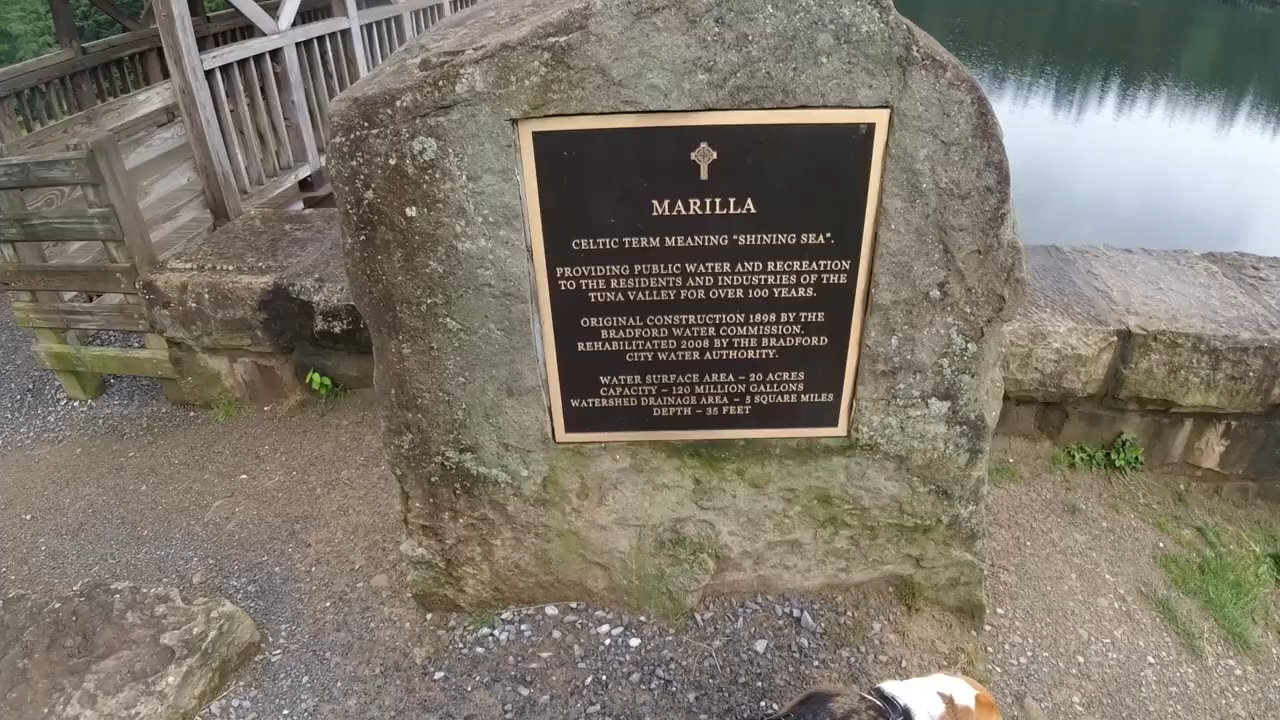 MARILLA
CELTIC TERM MEANING "SHINING SEA".
PROVIDING PUBLIC WATER AND RECREATION
TO THE RESIDENTS AND INDUSTRIES OF THE
TUNA VALLEY FOR OVER 100 YEARS.
ORIGINAL CONSTRUCTION 1898 BY THE
BRADFORD WATER COMMISSION.
REHABILITATED 2008 BY THE BRADFORD
CITY WATER AUTHORITY.
WATER SURFACE AREA – 20 ACRES
CAPACITY – 120 MILLION GALLONS
WATERSHED DRAINAGE AREA – 5 SQUARE MILES
DEPTH – 35 FEET